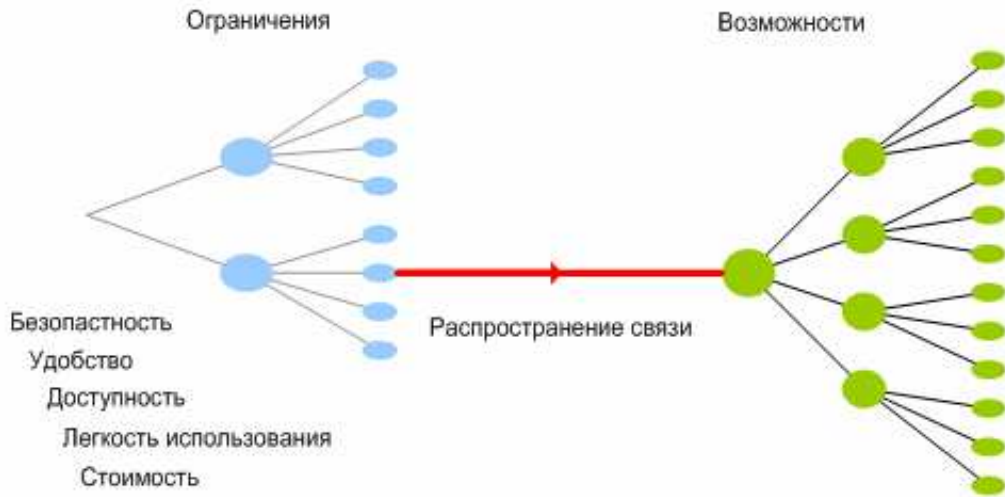 Ограничения
Возможности
Безопастность
Распространение связи
Удобство
Доступность
Легкость использования
Стоимость